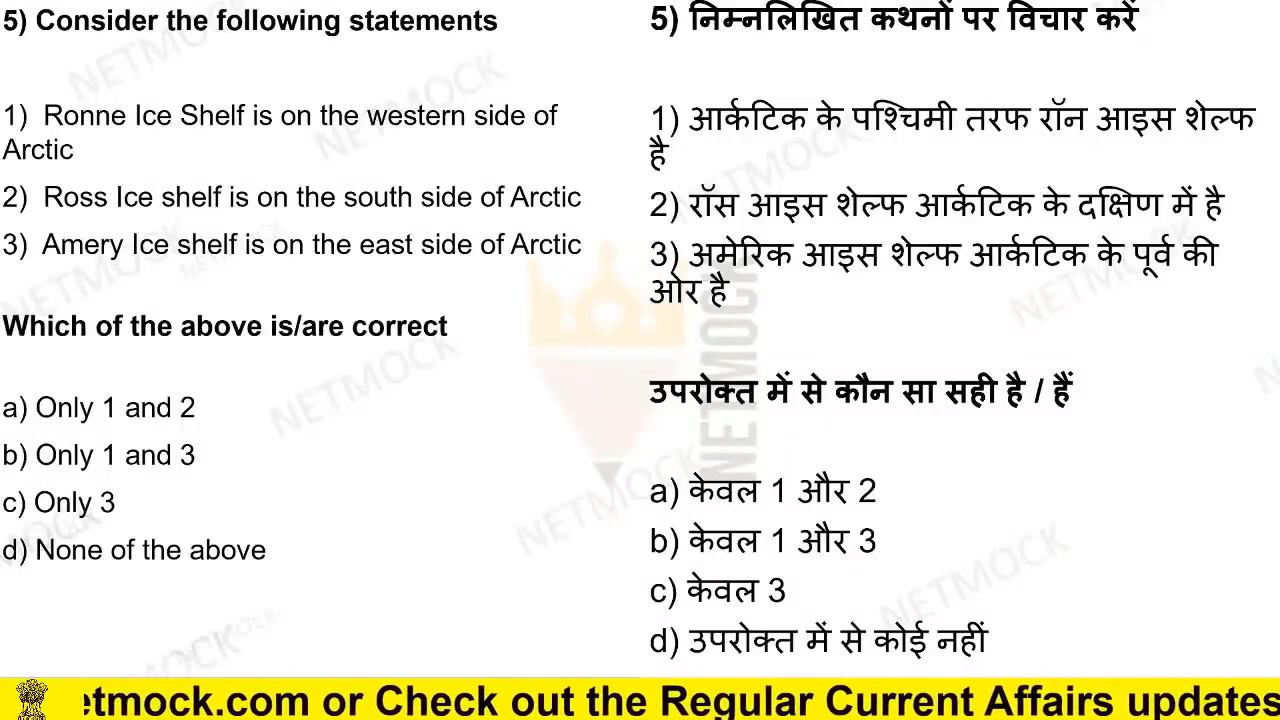 5) Consider the following statements
1) Ronne Ice Shelf is on the western side of
Arctic
2) Ross Ice shelf is on the south side of Arctic
3) Amery Ice shelf is on the east side of Arctic
Which of the above is/are correct
a) Only 1 and 2
b) Only 1 and 3
c) Only 3
d) None of the above
5) निम्नलिखित कथनों पर विचार करें
1) आर्कटिक के पश्चिमी तरफ रॉन आइस शेल्फ
है
2) रॉस आइस शेल्फ आर्कटिक के दक्षिण में है
3) अमेरिक आइस शेल्फ आर्कटिक के पूर्व की
ओर है
उपरोक्त में से कौन सा सही है / हैं
a) केवल 1 और 2
b) केवल 1 और 3
c) केवल 3
d) उपरोक्त में से कोई नहीं
NETMOCK
etmock.com or Check out the Regular Current Affairs updates